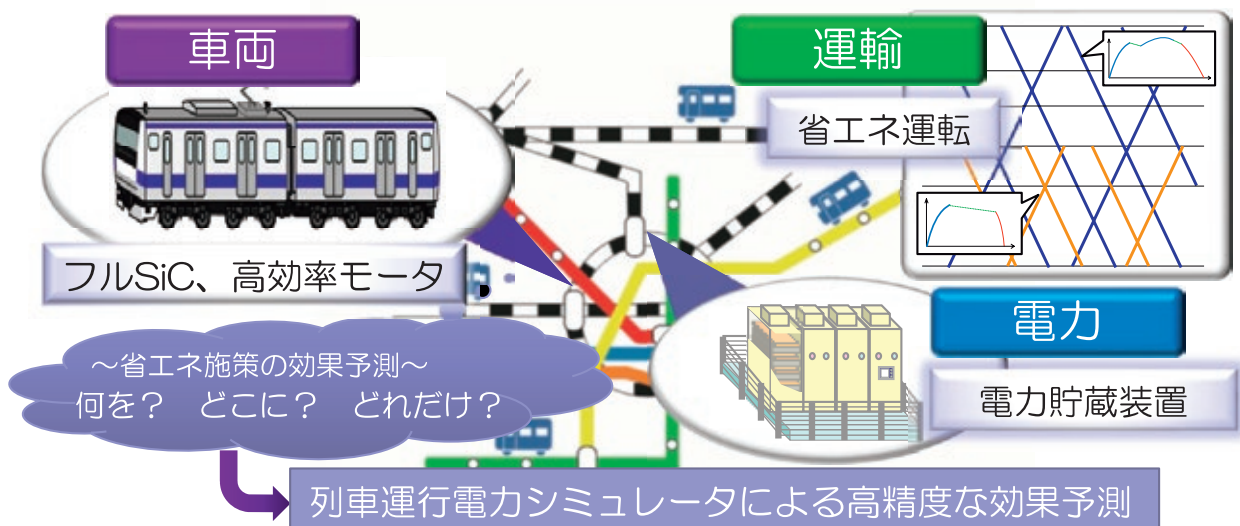 車両
運輸
省エネ運転
フルSiC、高効率モータ
電力
電力貯蔵装置
～省エネ施策の効果予測～
何を？　どこに？　どれだけ？
列車運行電力シミュレータによる高精度な効果予測